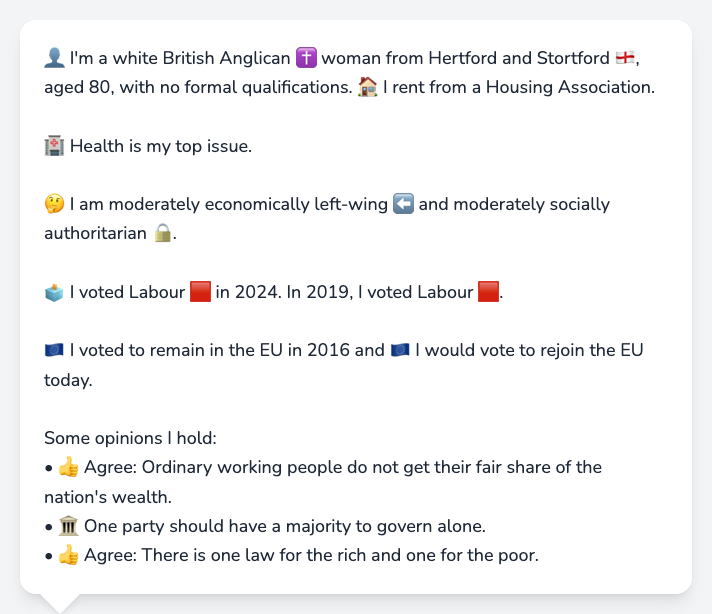 👤 I'm a white British Anglican ✝️ woman from Hertford and Stortford 🏴󠁧󠁢󠁥󠁮󠁧󠁿,
aged 80, with no formal qualifications. 🏠 I rent from a Housing Association.
🏥 Health is my top issue.
🤔 I am moderately economically left-wing ⬅️ and moderately socially
authoritarian 🔒.
🗳️ I voted Labour 🟥 in 2024. In 2019, I voted Labour 🟥.
🇪🇺 I voted to remain in the EU in 2016 and 🇪🇺 I would vote to rejoin the EU
today.
Some opinions I hold:
• 👍 Agree: Ordinary working people do not get their fair share of the
nation's wealth.
• 🏛️ One party should have a majority to govern alone.
• 👍 Agree: There is one law for the rich and one for the poor.